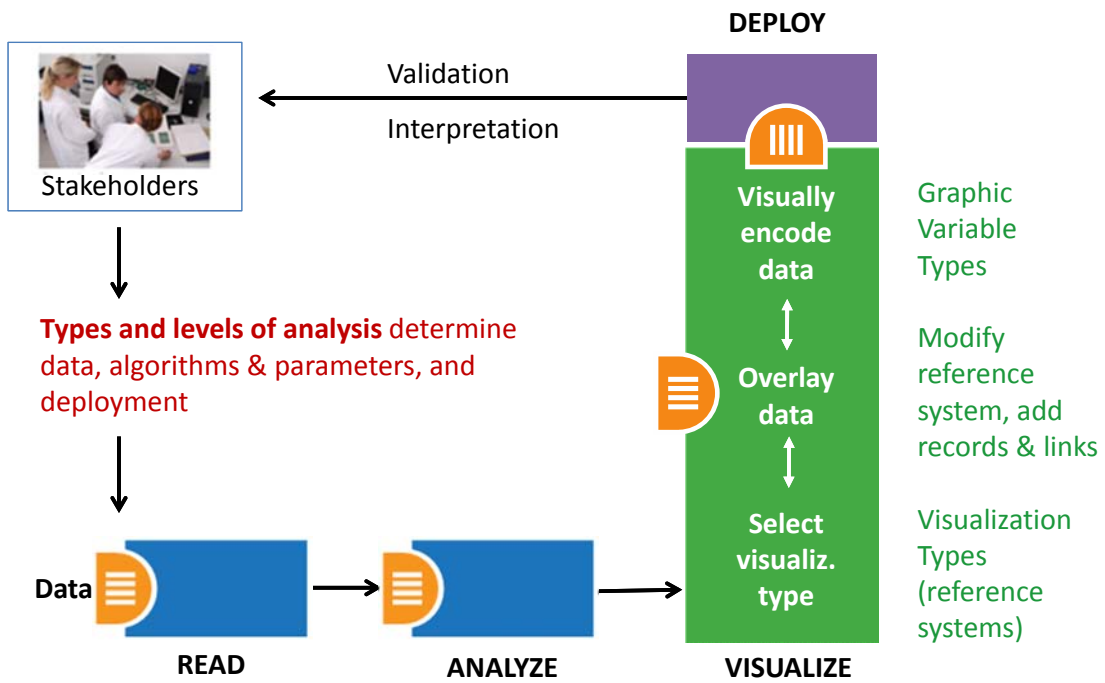 DEPLOY
Validation
Interpretation
Stakeholders
Types and levels of analysis determine
data, algorithms & parameters, and
deployment
Visually
encode
data
Graphic
Variable
Types
Overlay
data
Modify
reference
system, add
records & links
Select
visualiz.
type
Visualization
Types
(reference
systems)
Data
READ
ANALYZE
VISUALIZE